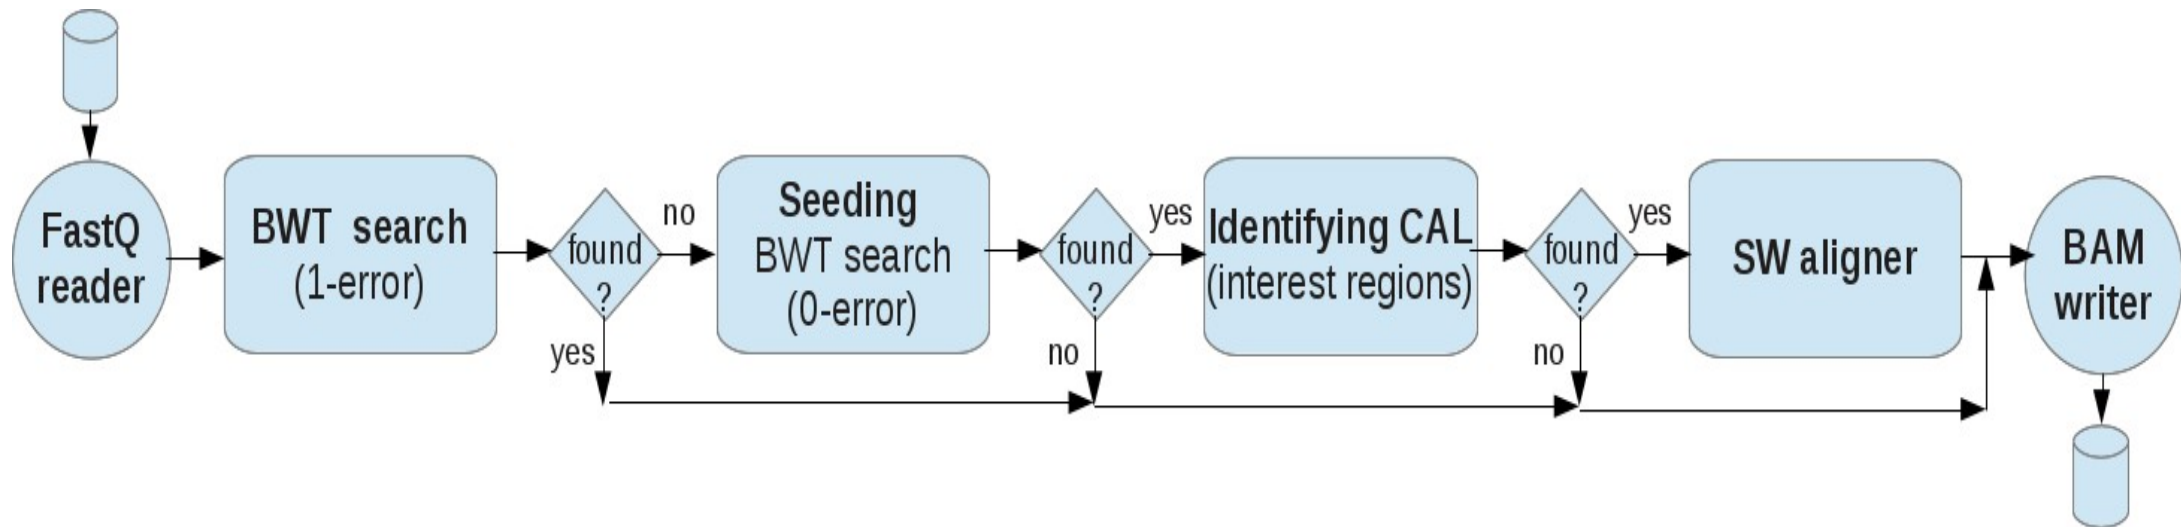 FastQ
reader
BWT search
(1-error)
found
?
yes
no
Seeding
BWT search
(0-error)
found
?
no
yes
Identifying CAL
(interest regions)
found
?
no
yes
SW aligner
BAM
writer